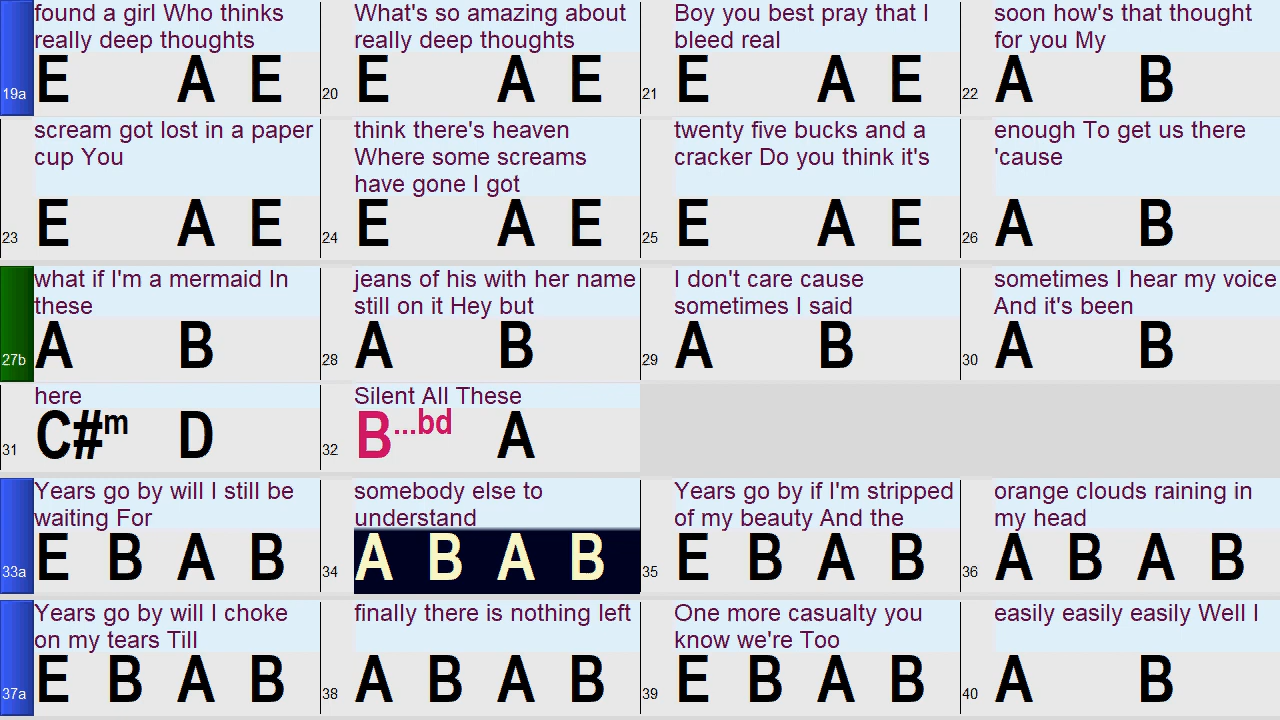 found a girl Who thinks
really deep thoughts
19a E A E
What's so amazing about
really deep thoughts
20 E A E
Boy you best pray that I
bleed real
21 E A E
soon how's that thought
for you My
22 A B
scream got lost in a paper
cup You
23 E A E
think there's heaven
Where some screams
have gone I got
24 E A E
twenty five bucks and a
cracker Do you think it's
25 E A E
enough To get us there
'cause
26 A B
what if I'm a mermaid In
these
27b A B
jeans of his with her name
still on it Hey but
28 A B
I don't care cause
sometimes I said
29 A B
sometimes I hear my voice
And it's been
30 A B
here
31 C#m D
Silent All These
32 B...bd A
Years go by will I still be
waiting For
33a E B A B
somebody else to
understand
34 A B A B
Years go by if I'm stripped
of my beauty And the
35 E B A B
orange clouds raining in
my head
36 A B A B
Years go by will I choke
on my tears Till
37a E B A B
finally there is nothing left
38 A B A B
One more casualty you
know we're Too
39 E B A B
easily easily easily Well I
40 A B